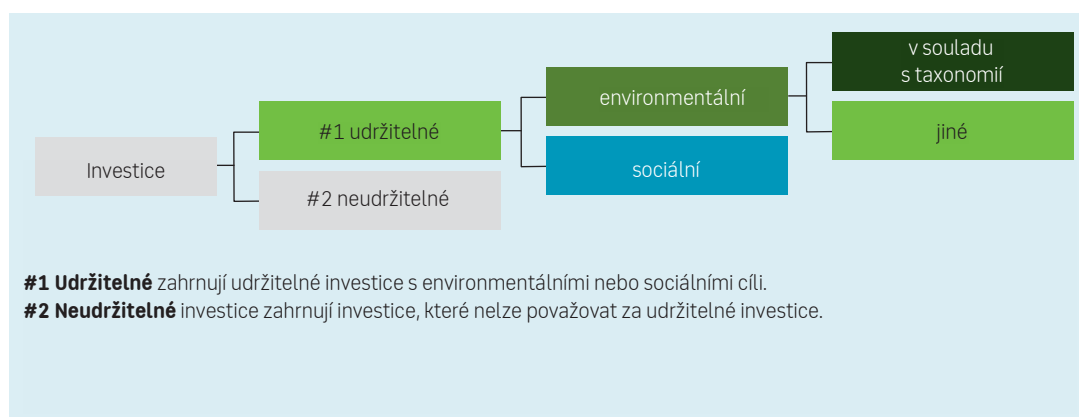 v souladu
s taxonomií
environmentální
#1 udržitelné
jiné
Investice
sociální
#2 neudržitelné
#1 Udržitelné zahrnují udržitelné investice s environmentálními nebo sociálními cíli.
#2 Neudržitelné investice zahrnují investice, které nelze považovat za udržitelné investice.